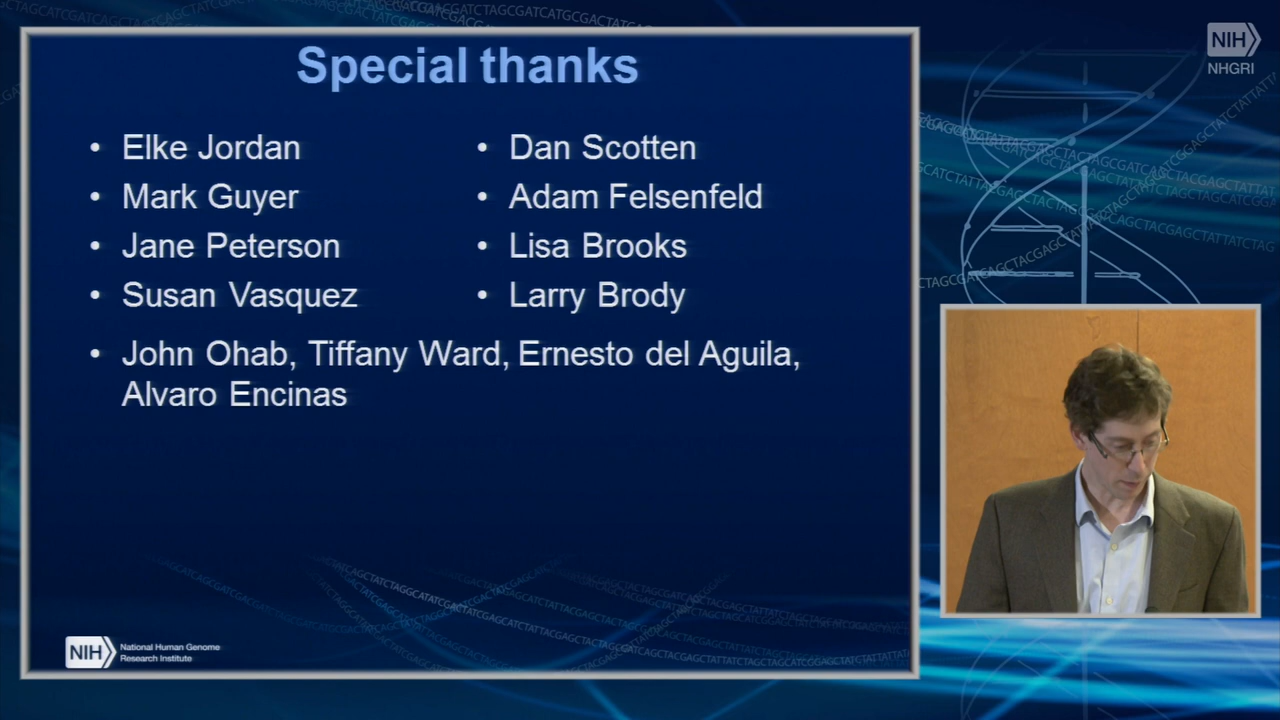 Special thanks
• Elke Jordan
• Mark Guyer
• Jane Peterson
• Susan Vasquez
• Dan Scotten
• Adam Felsenfeld
• Lisa Brooks
• Larry Brody
• John Ohab, Tiffany Ward, Ernesto del Aguila,
Alvaro Encinas
NIH
National Human Genome
Research Institute
NIH
NHGRI